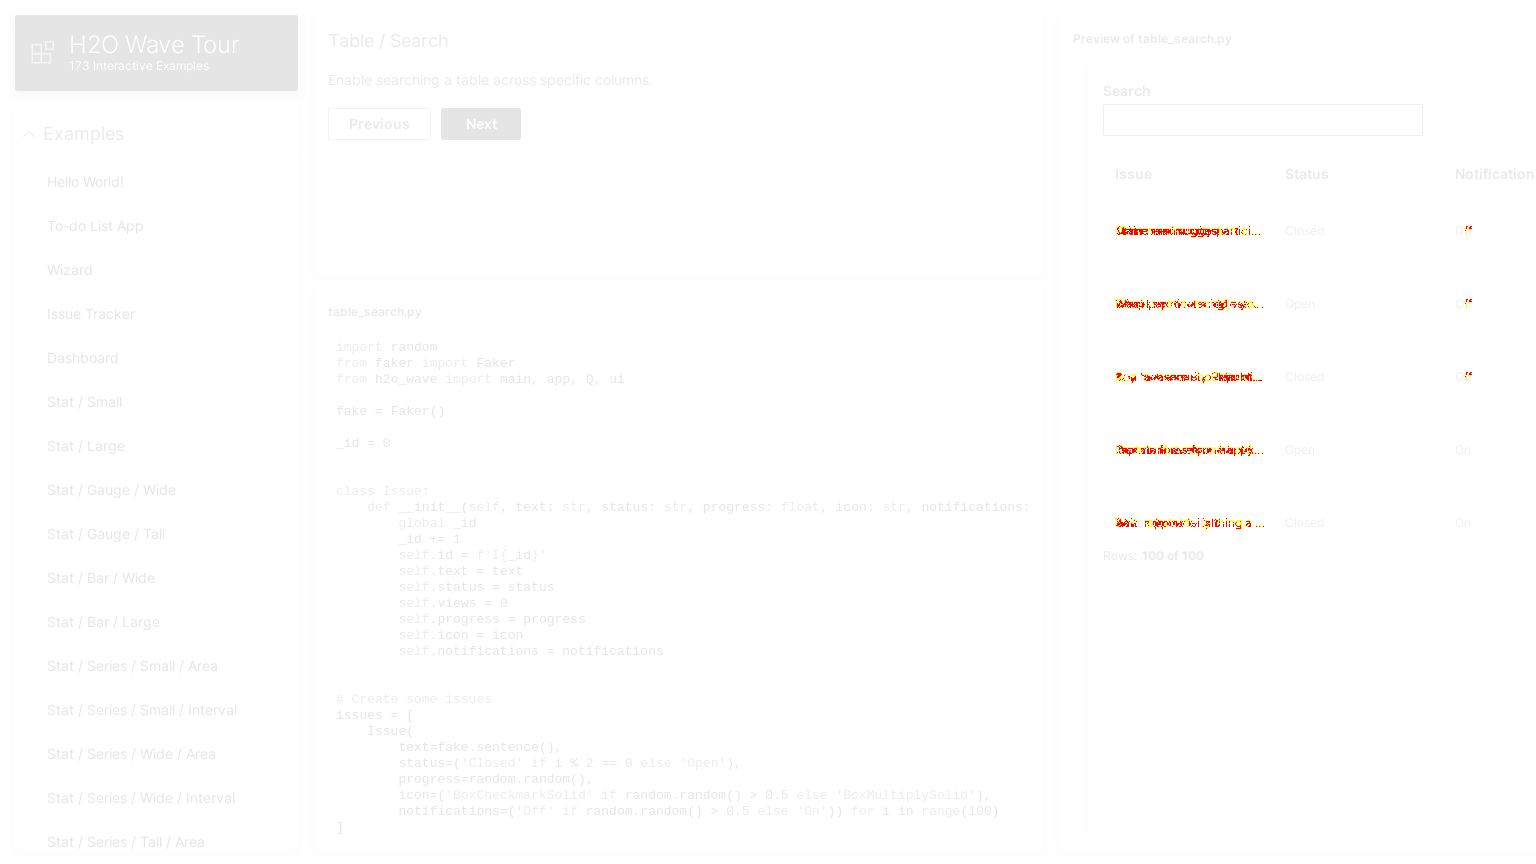 H2O Wave Tour
173 Interactive Examples
Examples
Hello World!
To-do List App
Wizard
Issue Tracker
Dashboard
Stat / Small
Stat / Large
Stat / Gauge / Wide
Stat / Gauge / Tall
Stat / Bar / Wide
Stat / Bar / Large
Stat / Series / Small / Area
Stat / Series / Small / Interval
Stat / Series / Wide / Area
Stat / Series / Wide / Interval
Stat / Series / Tall / Area
Table / Search
Enable searching a table across specific columns.
Previous Next
table_search.py
import random
from faker import Faker
from h2o_wave import main, app, Q, ui
fake = Faker()
_id = 0
class Issue:
def __init__(self, text: str, status: str, progress: float, icon: str, notifications:
global _id
_id += 1
self.id = f'I{_id}'
self.text = text
self.status = status
self.views = 0
self.progress = progress
self.icon = icon
self.notifications = notifications
# Create some issues
issues = [
Issue(
text=fake.sentence(),
status=('Closed' if i % 2 == 0 else 'Open'),
progress=random.random(),
icon=('BoxCheckmarkSolid' if random.random() > 0.5 else 'BoxMultiplySolid'),
notifications=('Off' if random.random() > 0.5 else 'On')) for i in range(100)
]
Preview of table_search.py
Search
Issue Status Notification
Closed
Open
Closed
Open On
Closed On
Rows: 100 of 100